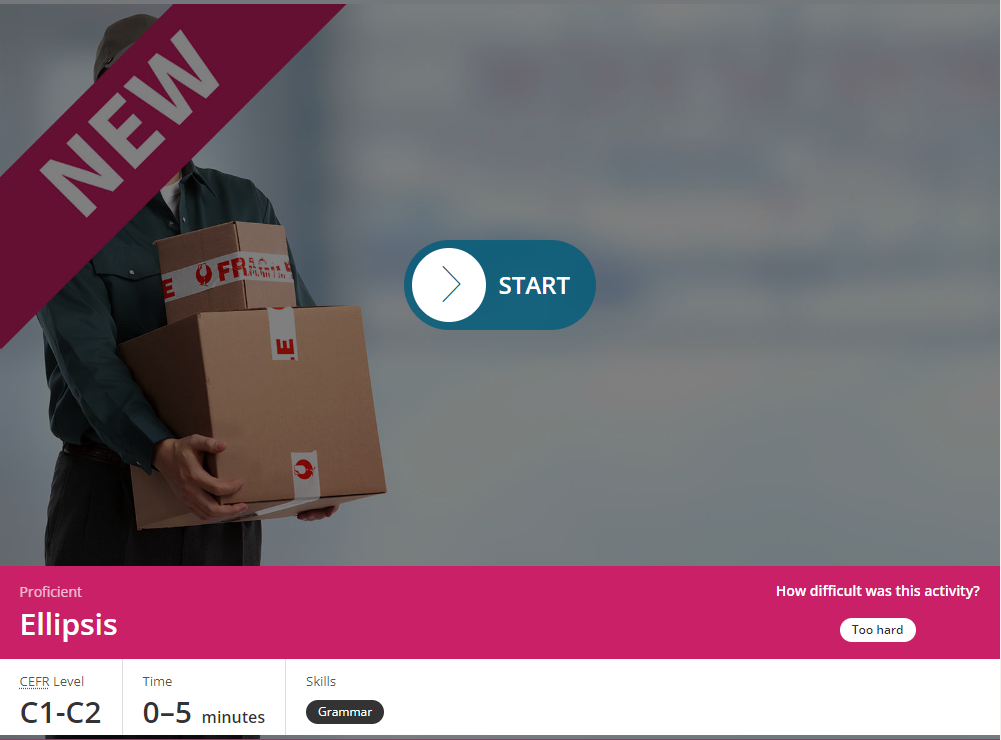 NEW
FRAGILE
E
E
START
Proficient
Ellipsis
How difficult was this activity?
Too hard
CEFR Level
C1-C2
Time
0–5 minutes
Skills
Grammar